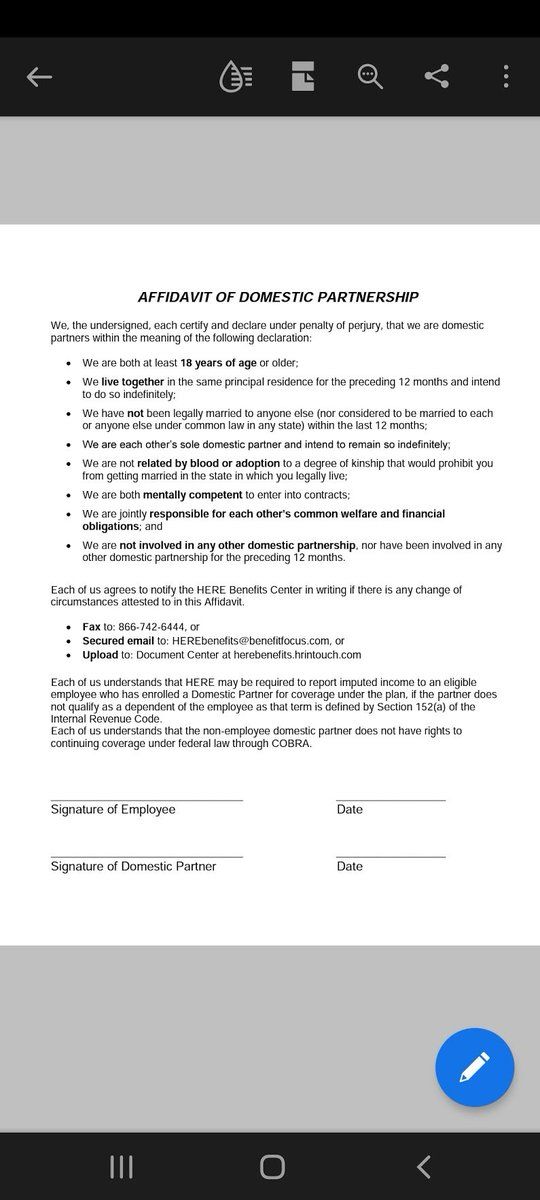 AFFIDAVIT OF DOMESTIC PARTNERSHIP
We, the undersigned, each certify and declare under penalty of perjury, that we are domestic
partners within the meaning of the following declaration:
• We are both at least 18 years of age or older;
• We live together in the same principal residence for the preceding 12 months and intend
to do so indefinitely;
• We have not been legally married to anyone else (nor considered to be married to each
or anyone else under common law in any state) within the last 12 months;
• We are each other's sole domestic partner and intend to remain so indefinitely;
• We are not related by blood or adoption to a degree of kinship that would prohibit you
from getting married in the state in which you legally live;
• We are both mentally competent to enter into contracts;
• We are jointly responsible for each other's common welfare and financial
obligations; and
• We are not involved in any other domestic partnership, nor have been involved in any
other domestic partnership for the preceding 12 months.
Each of us agrees to notify the HERE Benefits Center in writing if there is any change of
circumstances attested to in this Affidavit.
• Fax to: 866-742-6444, or
• Secured email to: HEREbenefits@benefitfocus.com, or
• Upload to: Document Center at herebenefits.hrintouch.com
Each of us understands that HERE may be required to report imputed income to an eligible
employee who has enrolled a Domestic Partner for coverage under the plan, if the partner does
not qualify as a dependent of the employee as that term is defined by Section 152(a) of the
Internal Revenue Code.
Each of us understands that the non-employee domestic partner does not have rights to
continuing coverage under federal law through COBRA.
Signature of Employee Date
Signature of Domestic Partner Date